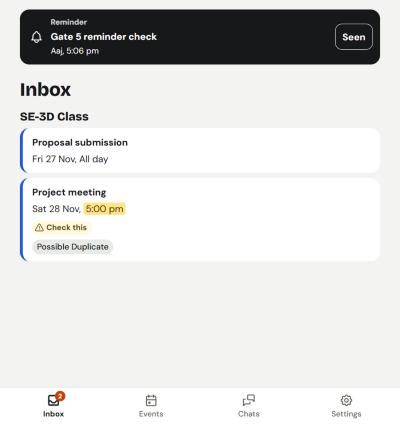 Reminder
Gate 5 reminder check
Aaj, 5:06 pm
Seen
Inbox
SE-3D Class
Proposal submission
Fri 27 Nov, All day
Project meeting
Sat 28 Nov, 5:00 pm
Check this
Possible Duplicate
2
Inbox
Events
Chats
Settings